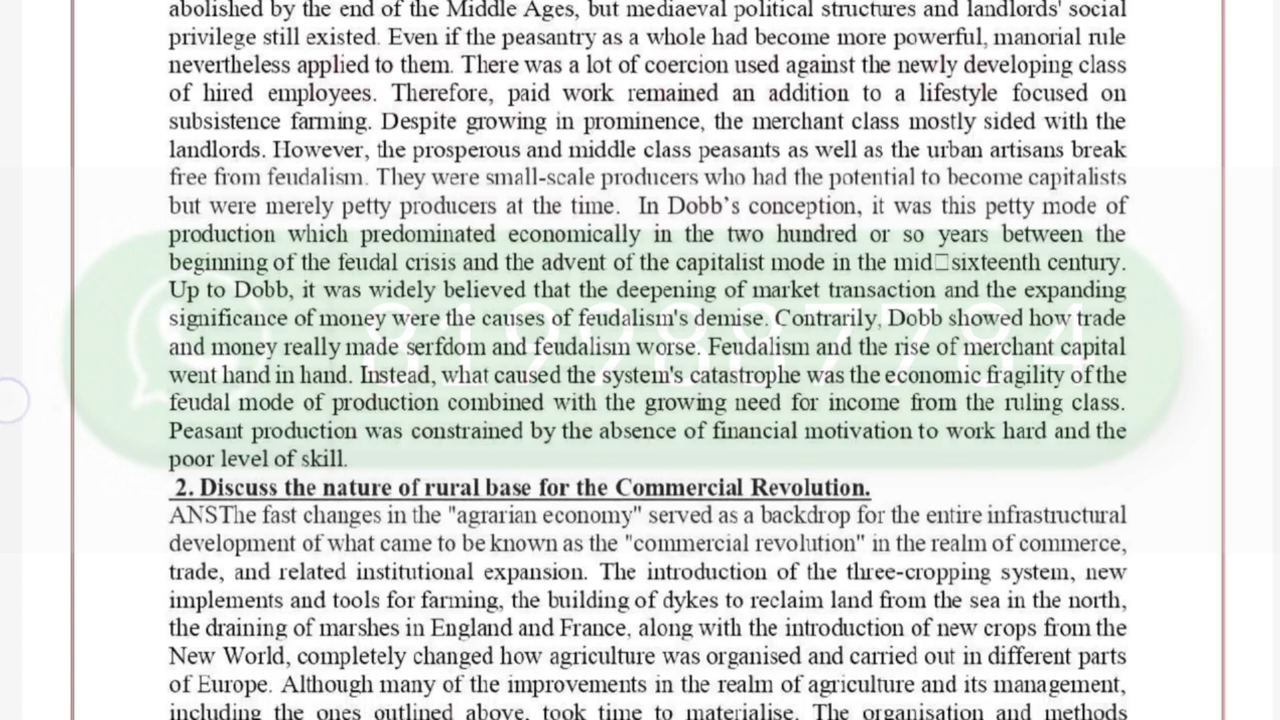 abolished by the end of the Middle Ages, but mediaeval political structures and landlords' social
privilege still existed. Even if the peasantry as a whole had become more powerful, manorial rule
nevertheless applied to them. There was a lot of coercion used against the newly developing class
of hired employees. Therefore, paid work remained an addition to a lifestyle focused on
subsistence farming. Despite growing in prominence, the merchant class mostly sided with the
landlords. However, the prosperous and middle class peasants as well as the urban artisans break
free from feudalism. They were small-scale producers who had the potential to become capitalists
but were merely petty producers at the time. In Dobb's conception, it was this petty mode of
production which predominated economically in the two hundred or so years between the
beginning of the feudal crisis and the advent of the capitalist mode in the mid□sixteenth century.
Up to Dobb, it was widely believed that the deepening of market transaction and the expanding
significance of money were the causes of feudalism's demise. Contrarily, Dobb showed how trade
and money really made serfdom and feudalism worse. Feudalism and the rise of merchant capital
went hand in hand. Instead, what caused the system's catastrophe was the economic fragility of the
feudal mode of production combined with the growing need for income from the ruling class.
Peasant production was constrained by the absence of financial motivation to work hard and the
poor level of skill.
2. Discuss the nature of rural base for the Commercial Revolution.
ANSThe fast changes in the "agrarian economy" served as a backdrop for the entire infrastructural
development of what came to be known as the "commercial revolution" in the realm of commerce,
trade, and related institutional expansion. The introduction of the three-cropping system, new
implements and tools for farming, the building of dykes to reclaim land from the sea in the north,
the draining of marshes in England and France, along with the introduction of new crops from the
New World, completely changed how agriculture was organised and carried out in different parts
of Europe. Although many of the improvements in the realm of agriculture and its management,
including the ones outlined above, took time to materialise. The organisation and methods